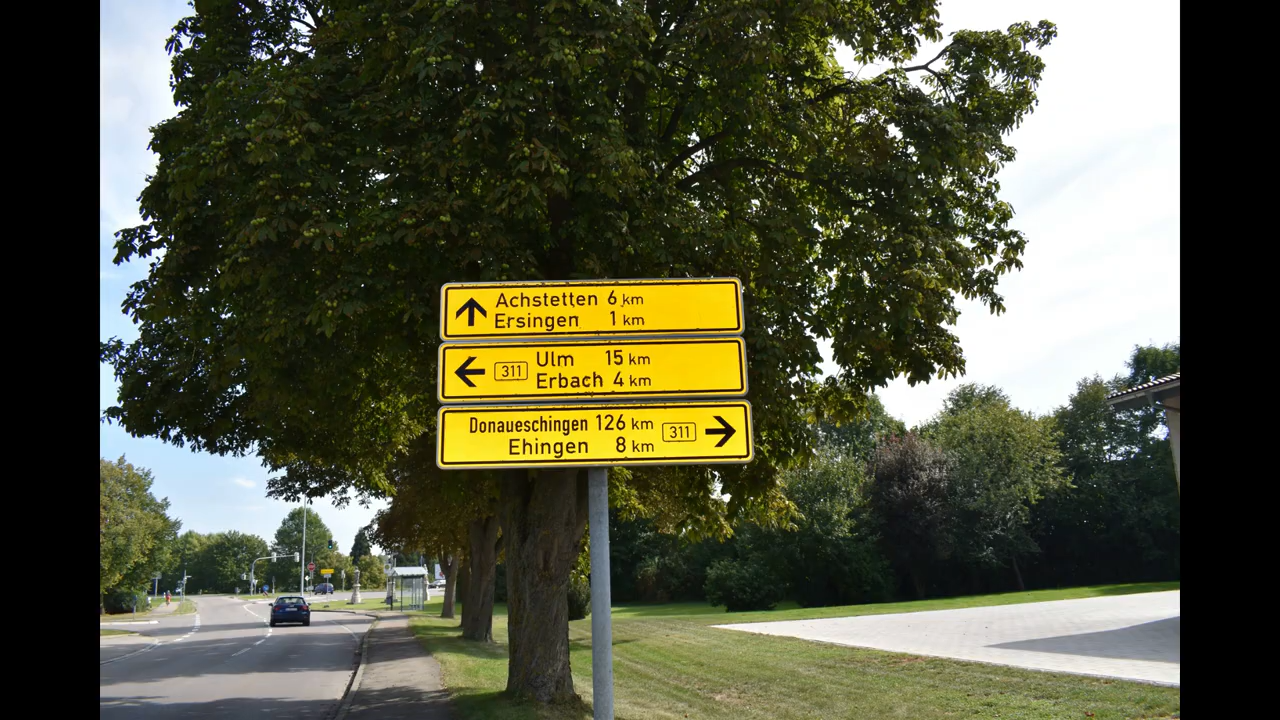 Achstetten 6 km
Ersingen 1 km
311 Ulm 15 km
Erbach 4 km
Donaueschingen 126 km 311
Ehingen 8 km